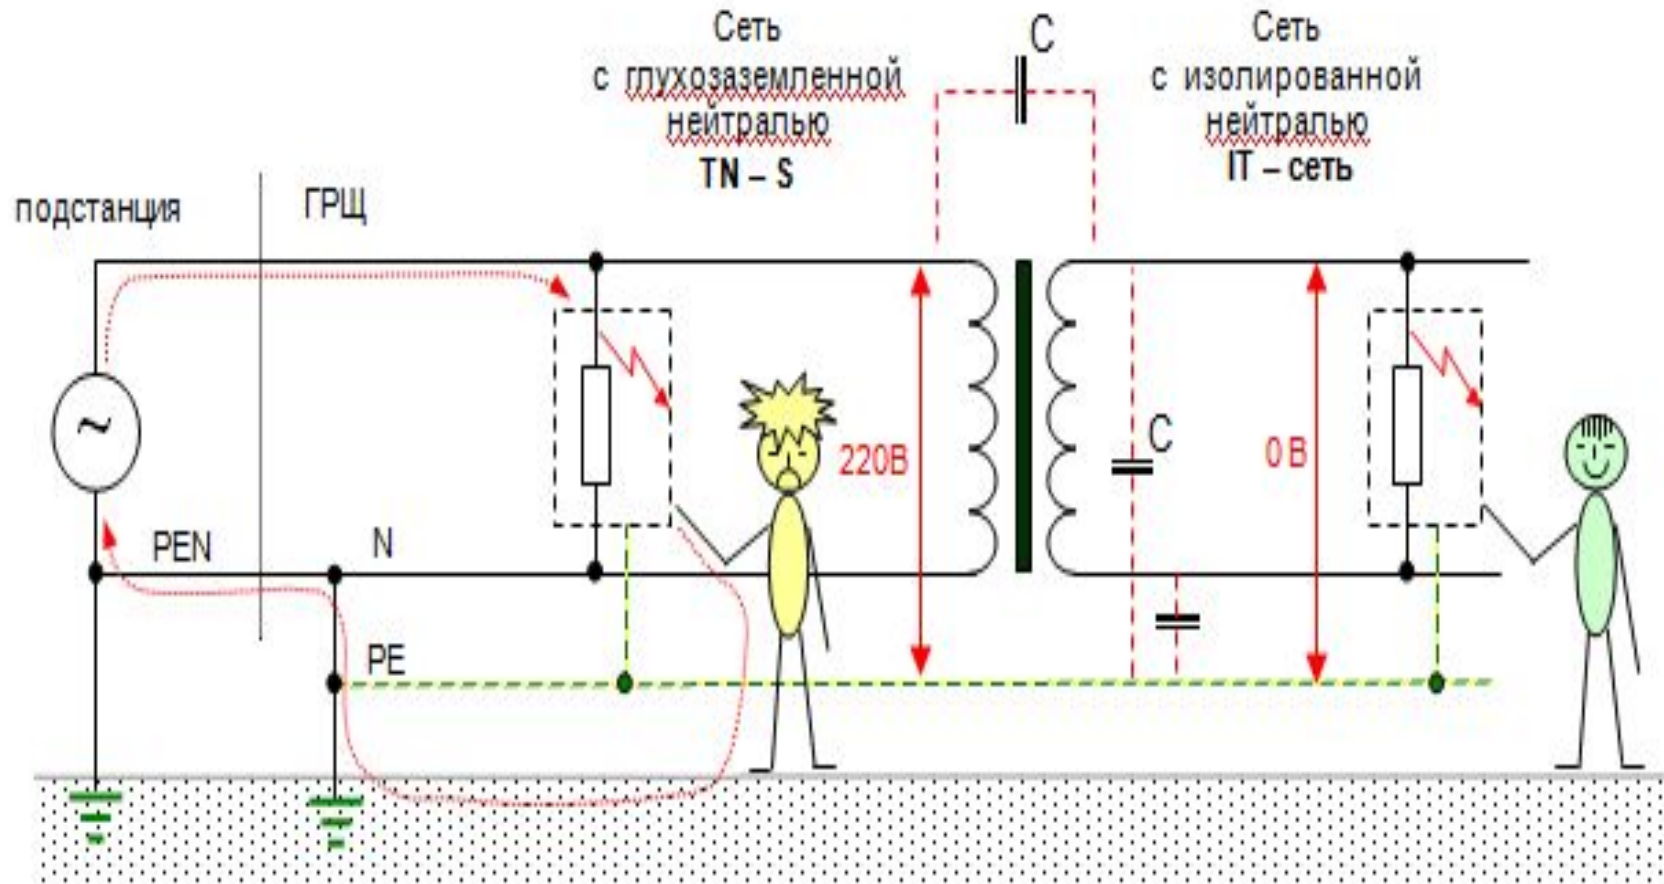 Сеть
с глухозаземленной
нейтралью
TN – S
C
Сеть
с изолированной
нейтралью
IT – сеть
подстанция
ГРЩ
~
220В
C
0 В
PEN
N
PE